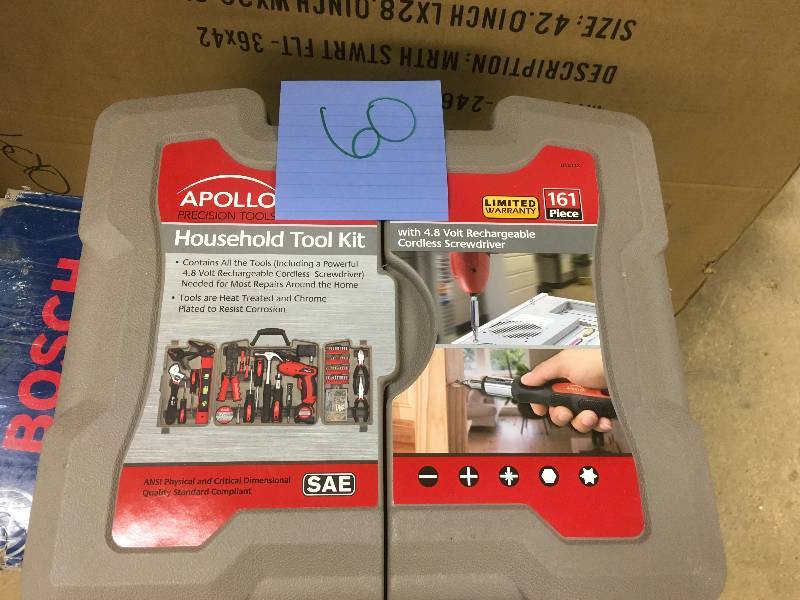 SIZE: 42.0INCH LX28.0INCH WX
DESCRIPTION: MRTH STWRT FLT - 36x42
60
APOLLO
PRECISION TOOLS
Household Tool Kit
• Contains All the Tools (Including a Powerful
4.8 Volt Rechargeable Cordless Screwdriver)
Needed for Most Repairs Around the Home
• Tools are Heat Treated and Chrome
Plated to Resist Corrosion
ANSI Physical and Critical Dimensional
Quality Standard Compliant
SAE
LIMITED
WARRANTY
161
Piece
with 4.8 Volt Rechargeable
Cordless Screwdriver
APOLLO
BOSCH